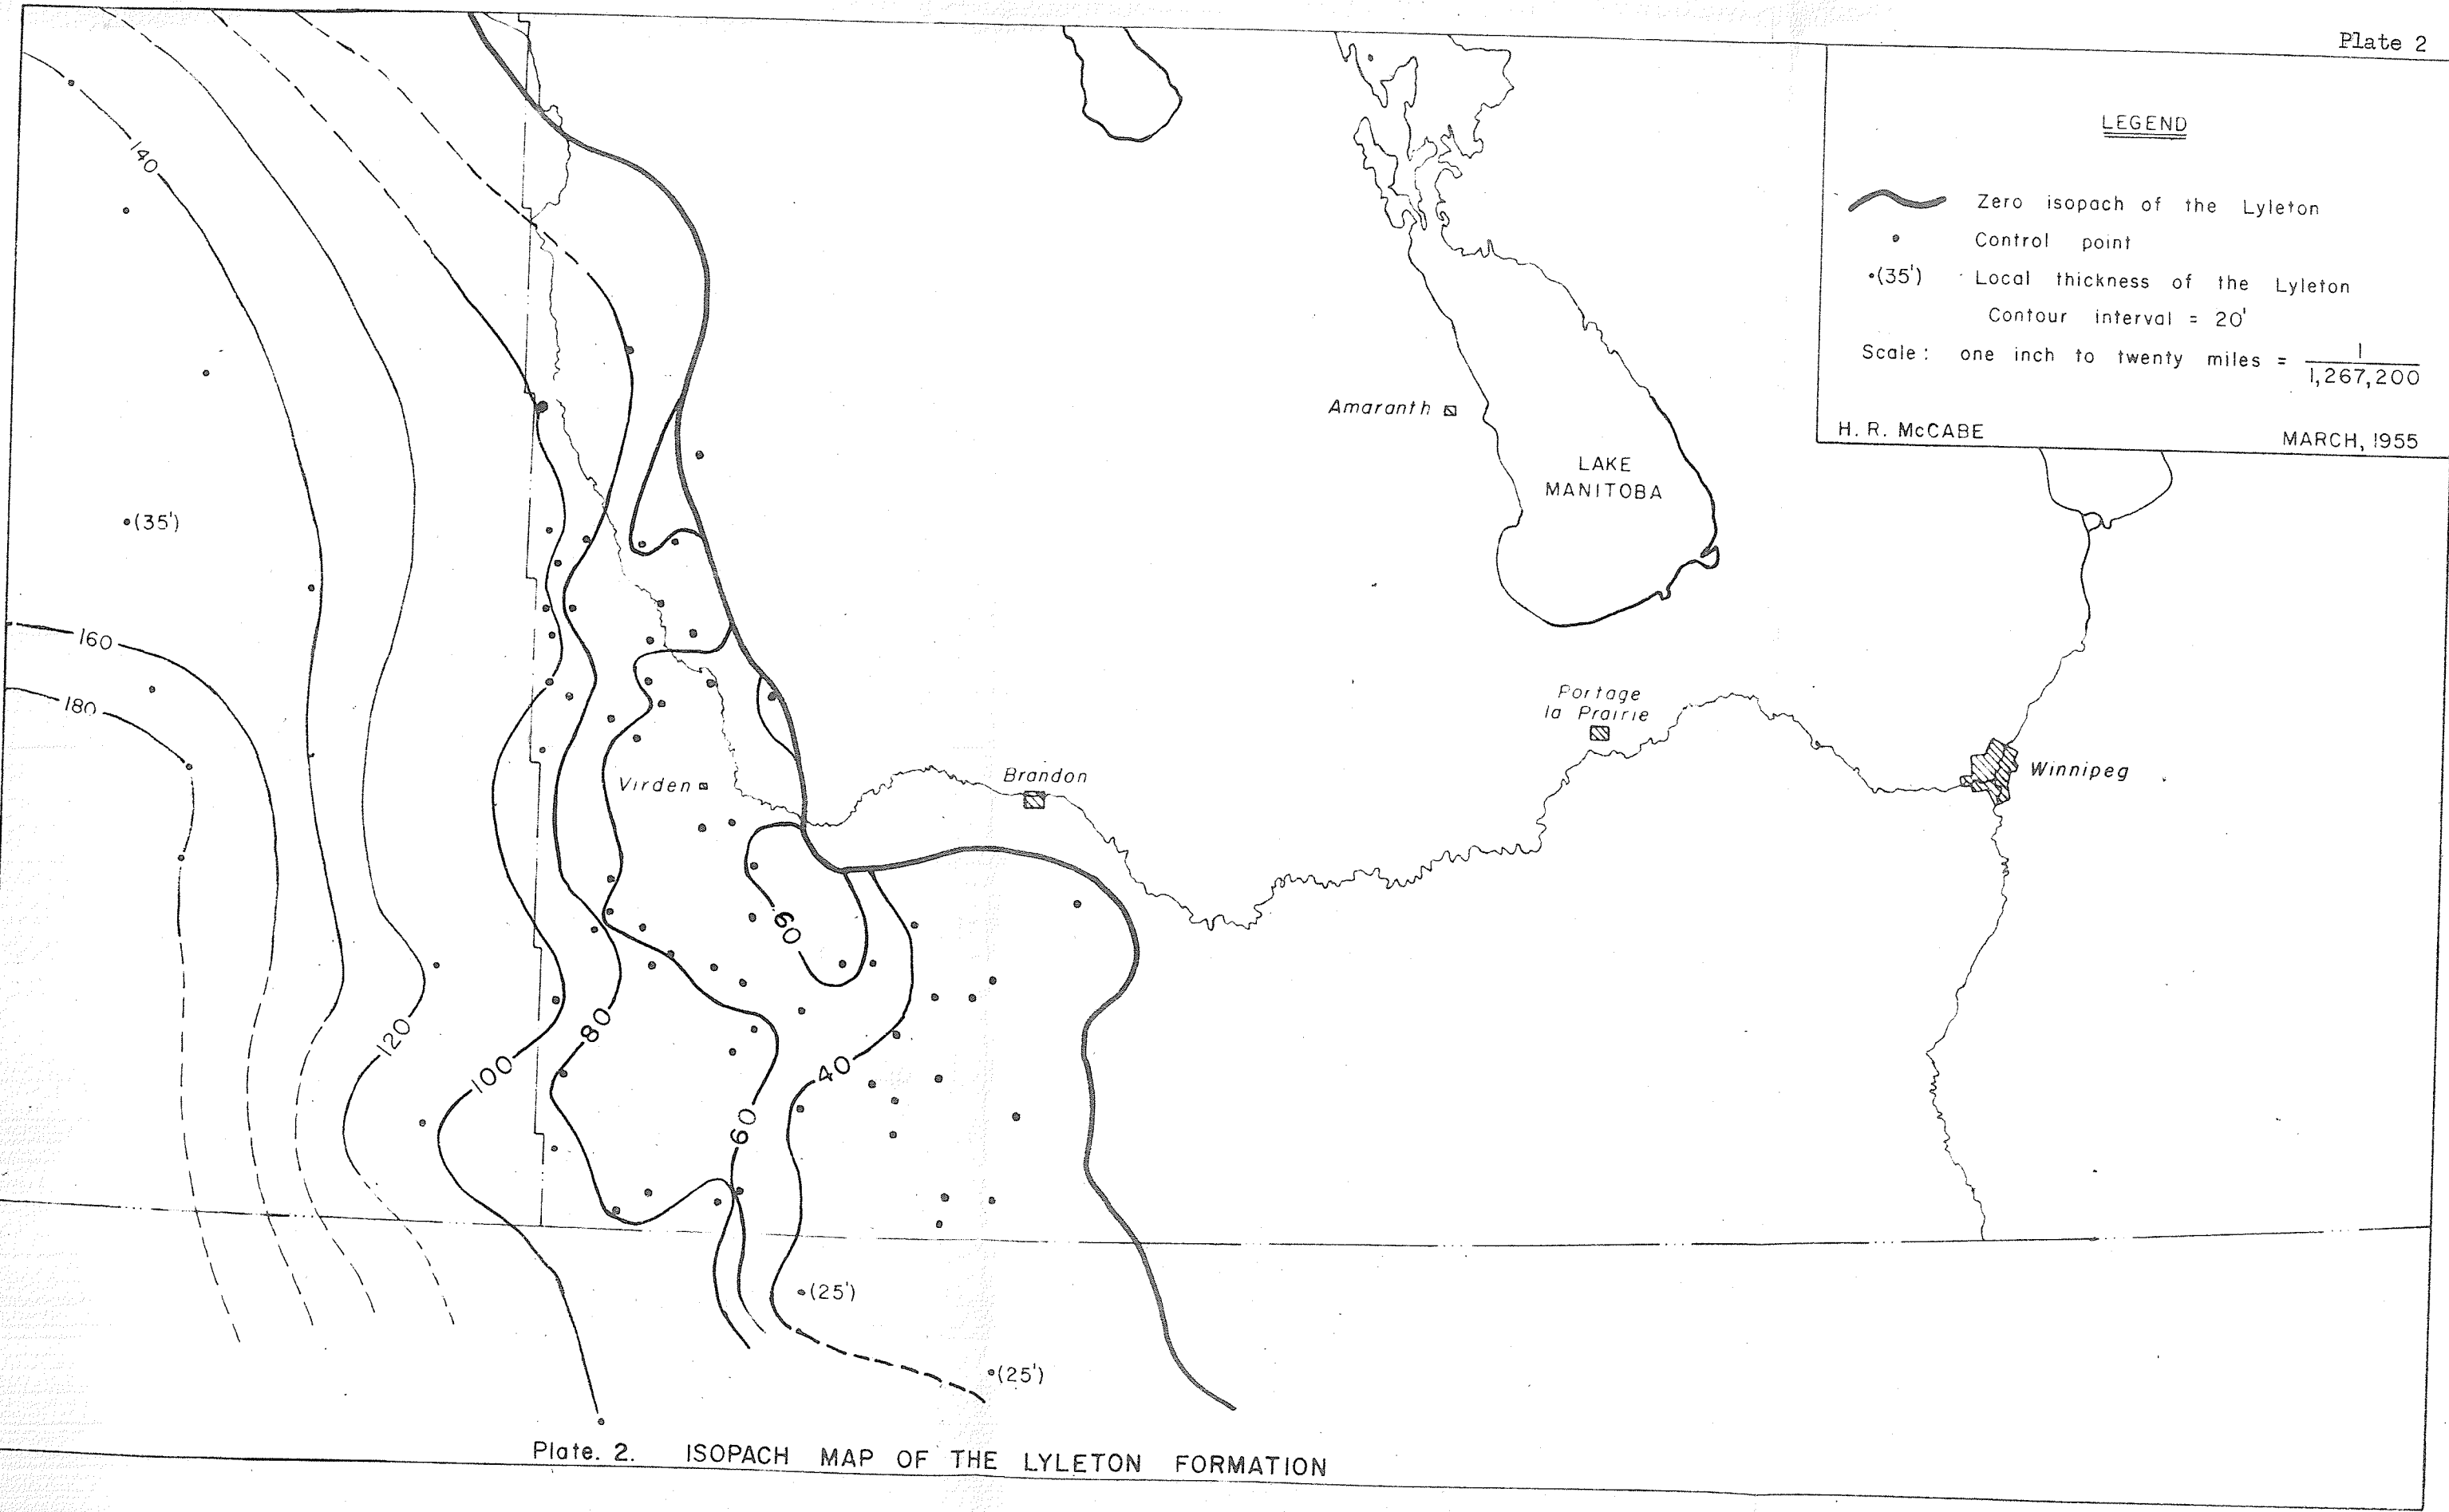 Plate 2
LEGEND
Zero isopach of the Lyleton
Control point
(35') Local thickness of the Lyleton
Contour interval = 20'
Scale: one inch to twenty miles = 1
1,267,200
H. R. McCABE MARCH, 1955
140
Amaranth
LAKE
MANITOBA
(35')
160
180
Portage
la Prairie
Virden
Brandon
Winnipeg
60
80
120
100
40
60
(25')
(25')
Plate. 2. ISOPACH MAP OF THE LYLETON FORMATION